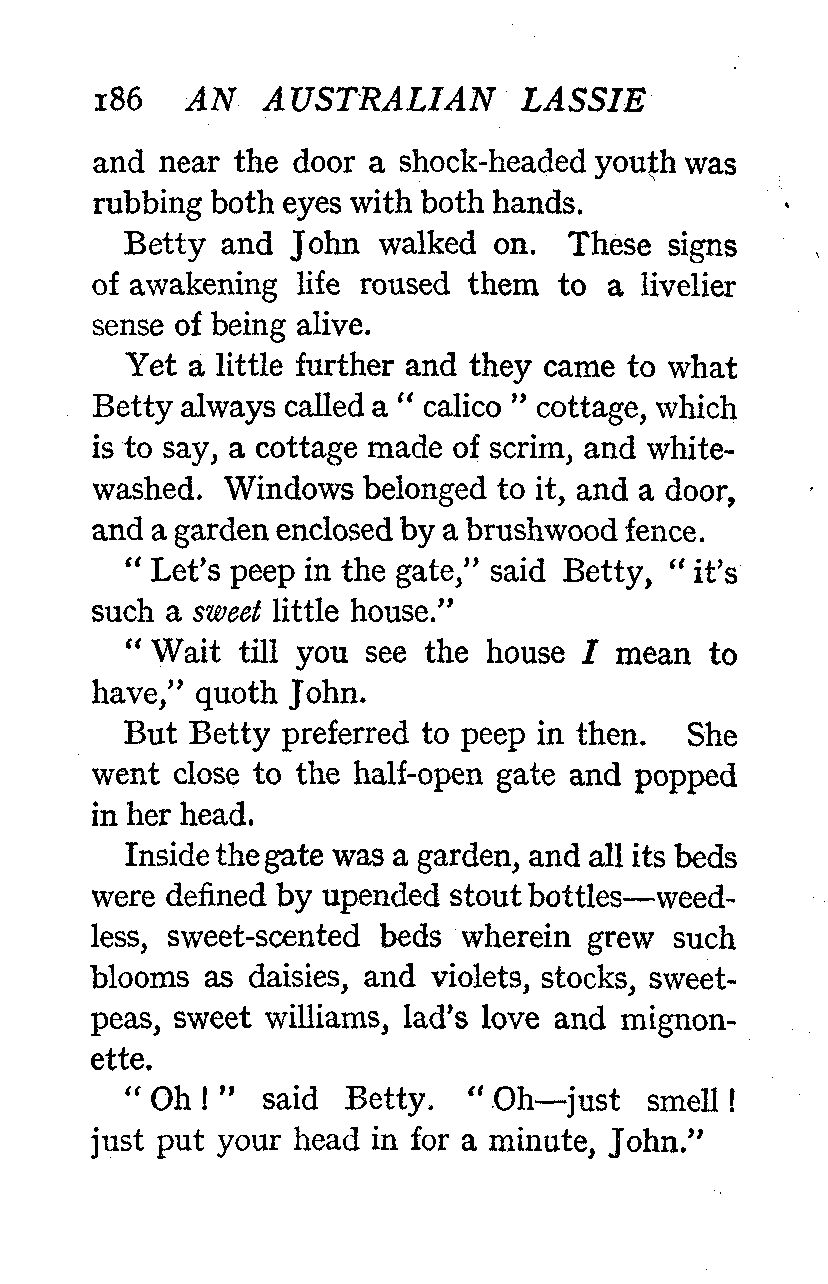 186 AN AUSTRALIAN LASSIE
and near the door a shock-headed youth was
rubbing both eyes with both hands.
Betty and John walked on. These signs
of awakening life roused them to a livelier
sense of being alive.
Yet a little further and they came to what
Betty always called a “ calico ” cottage, which
is to say, a cottage made of scrim, and white-
washed. Windows belonged to it, and a door,
and a garden enclosed by a brushwood fence.
“ Let’s peep in the gate,” said Betty, “ it’s
such a sweet little house.”
“ Wait till you see the house I mean to
have,” quoth John.
But Betty preferred to peep in then. She
went close to the half-open gate and popped
in her head.
Inside the gate was a garden, and all its beds
were defined by upended stout bottles—weed-
less, sweet-scented beds wherein grew such
blooms as daisies, and violets, stocks, sweet-
peas, sweet williams, lad’s love and mignon-
ette.
“ Oh ! ” said Betty. “ Oh—just smell !
just put your head in for a minute, John.”